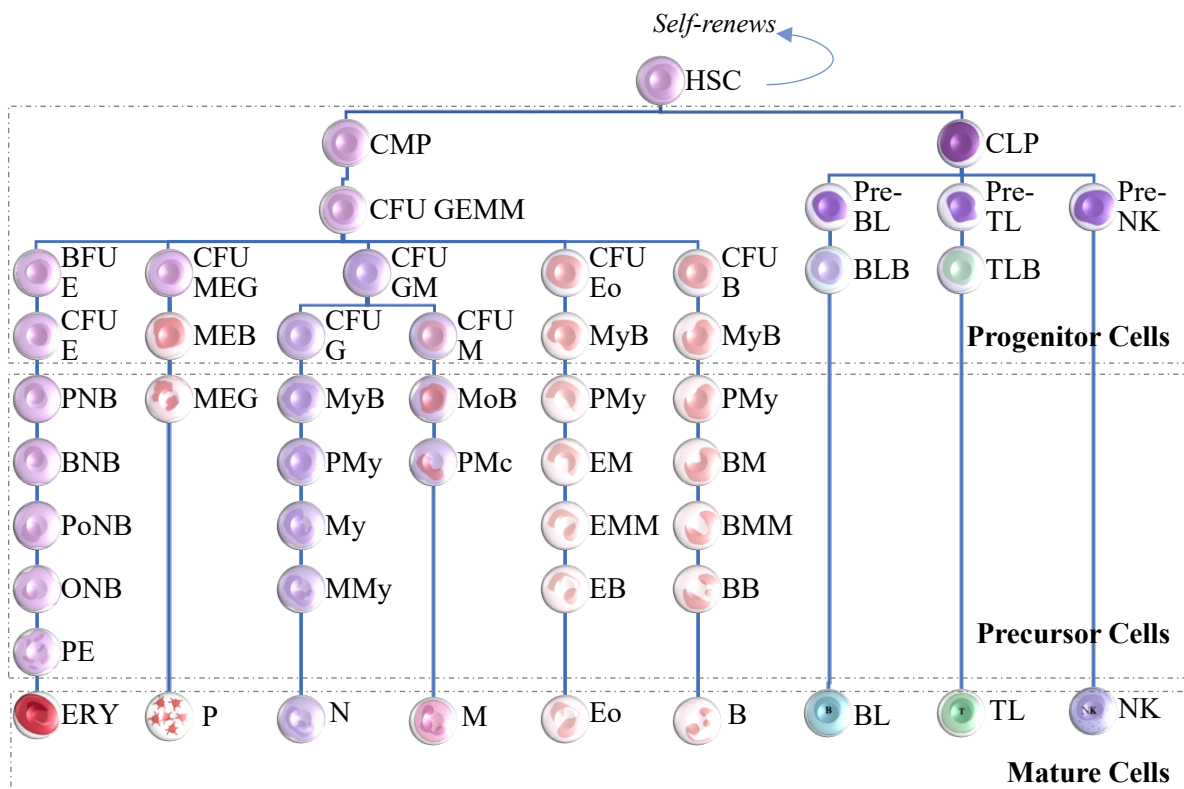 Self-renews
HSC
CMP
CLP
CFU GEMM
Pre-
BL
Pre-
TL
Pre-
NK
BFU
E
CFU
MEG
CFU
GM
CFU
Eo
CFU
B
BLB
TLB
CFU
E
MEB
CFU
G
CFU
M
MyB
MyB
Progenitor Cells
PNB
MEG
MyB
MoB
PMy
PMy
BNB
PMy
PMc
EM
BM
PoNB
My
EMM
BMM
ONB
MMy
EB
BB
PE
Precursor Cells
ERY
P
N
M
Eo
B
B
BL
T
TL
NK
NK
Mature Cells